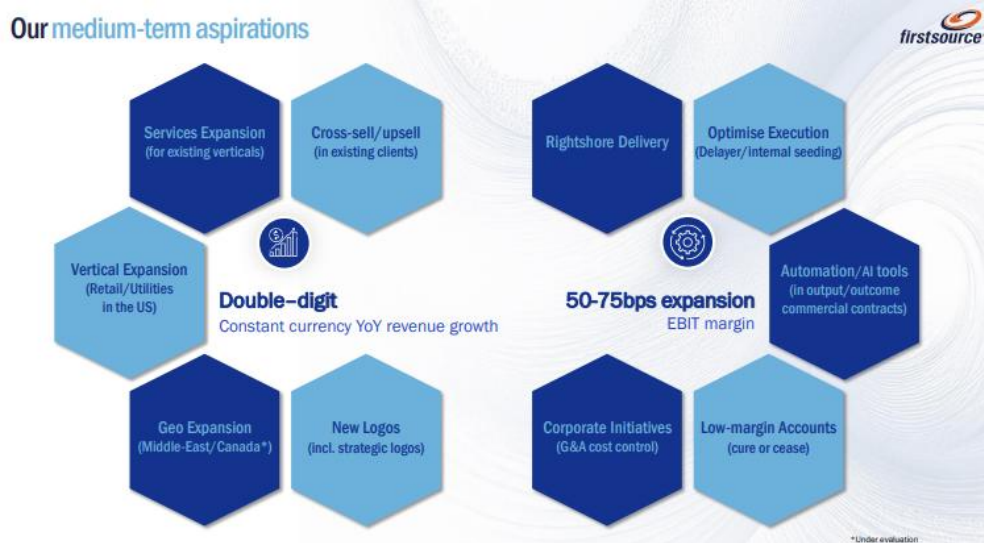 Our medium-term aspirations
firstsource
Services Expansion
(for existing verticals)
Cross-sell/upsell
(in existing clients)
Vertical Expansion
(Retail/Utilities
in the US)
Double–digit
Constant currency YoY revenue growth
Geo Expansion
(Middle-East/Canada*)
New Logos
(incl. strategic logos)
Rightshore Delivery
Optimise Execution
(Delayer/internal seeding)
50-75bps expansion
EBIT margin
Automation/AI tools
(in output/outcome
commercial contracts)
Corporate Initiatives
(G&A cost control)
Low-margin Accounts
(cure or cease)
*Under evaluation